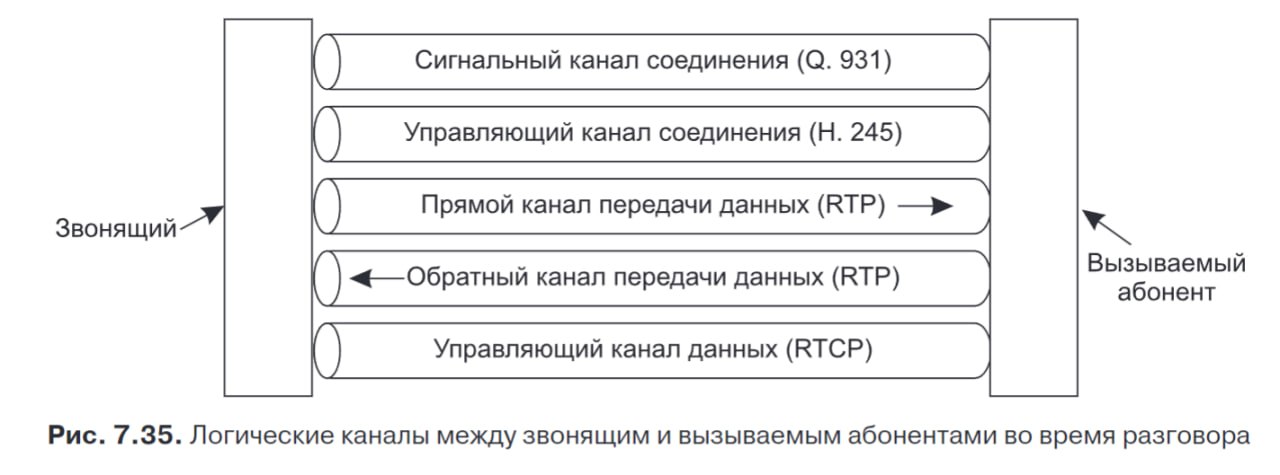 Сигнальный канал соединения (Q. 931)
Управляющий канал соединения (H. 245)
Прямой канал передачи данных (RTP)
Звонящий
Обратный канал передачи данных (RTP)
Вызываемый
абонент
Управляющий канал данных (RTCP)
Рис. 7.35. Логические каналы между звонящим и вызываемым абонентами во время разговора